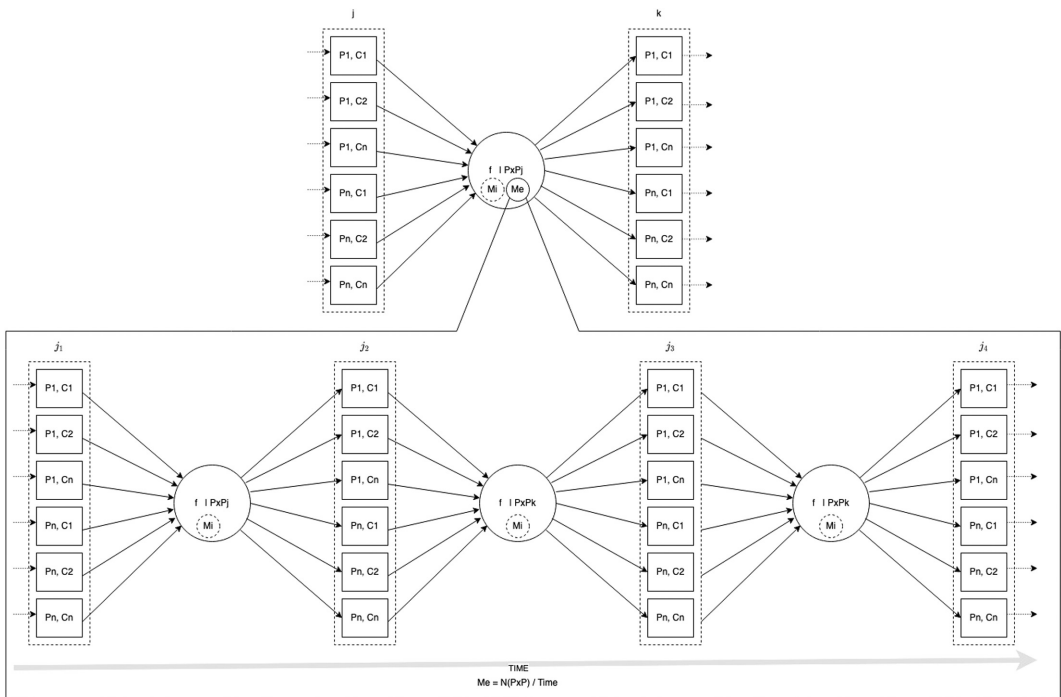 j
k
P1, C1
P1, C2
P1, Cn
Pn, C1
Pn, C2
Pn, Cn
f I PxPj
Mi
Me
P1, C1
P1, C2
P1, Cn
Pn, C1
Pn, C2
Pn, Cn
j1
j2
j3
j4
P1, C1
P1, C2
P1, Cn
Pn, C1
Pn, C2
Pn, Cn
f I PxPj
Mi
P1, C1
P1, C2
P1, Cn
Pn, C1
Pn, C2
Pn, Cn
f I PxPk
Mi
P1, C1
P1, C2
P1, Cn
Pn, C1
Pn, C2
Pn, Cn
f I PxPk
Mi
P1, C1
P1, C2
P1, Cn
Pn, C1
Pn, C2
Pn, Cn
TIME
Me = N(PxP) / Time